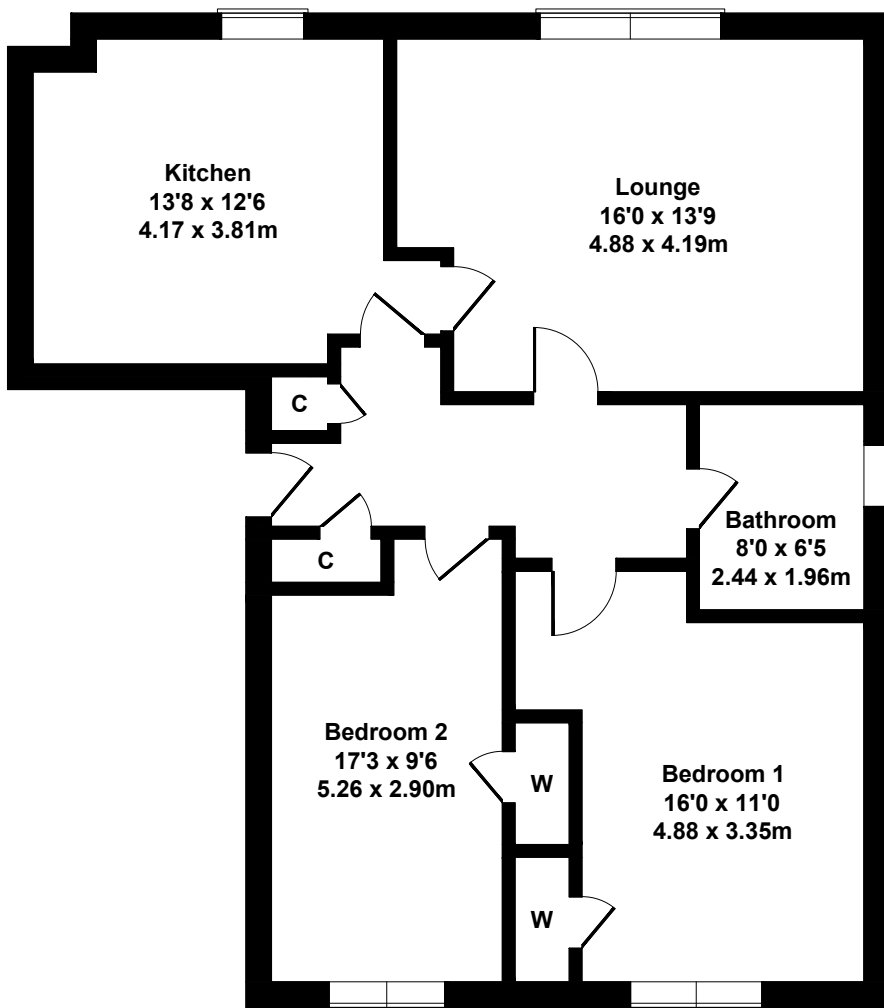 Kitchen
13'8 x 12'6
4.17 x 3.81m
Lounge
16'0 x 13'9
4.88 x 4.19m
C
C
Bathroom
8'0 x 6'5
2.44 x 1.96m
Bedroom 2
17'3 x 9'6
5.26 x 2.90m
W
Bedroom 1
16'0 x 11'0
4.88 x 3.35m
W